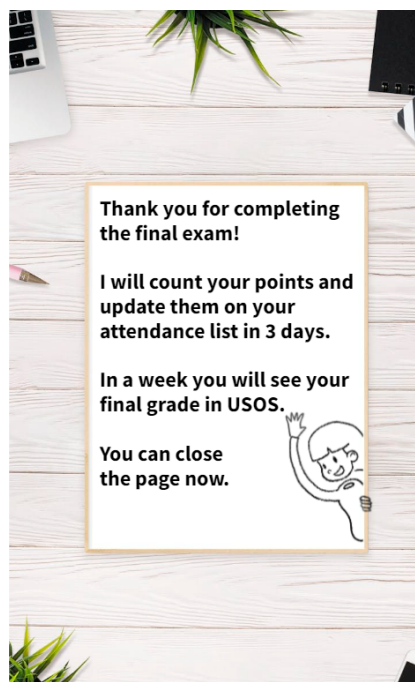 Thank you for completing
the final exam!
I will count your points and
update them on your
attendance list in 3 days.
In a week you will see your
final grade in USOS.
You can close
the page now.